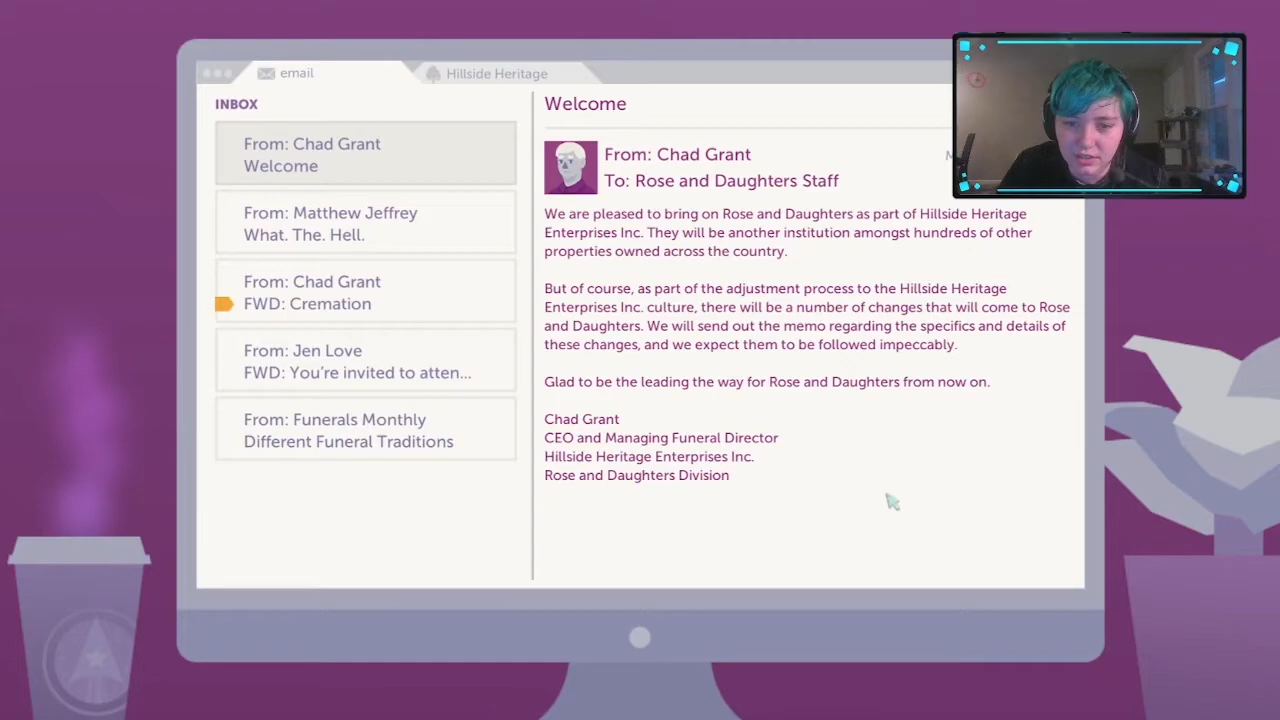 email
Hillside Heritage
INBOX
From: Chad Grant
Welcome
From: Matthew Jeffrey
What. The. Hell.
From: Chad Grant
FWD: Cremation
From: Jen Love
FWD: You're invited to atten...
From: Funerals Monthly
Different Funeral Traditions
Welcome
From: Chad Grant
To: Rose and Daughters Staff
We are pleased to bring on Rose and Daughters as part of Hillside Heritage
Enterprises Inc. They will be another institution amongst hundreds of other
properties owned across the country.
But of course, as part of the adjustment process to the Hillside Heritage
Enterprises Inc. culture, there will be a number of changes that will come to Rose
and Daughters. We will send out the memo regarding the specifics and details of
these changes, and we expect them to be followed impeccably.
Glad to be the leading the way for Rose and Daughters from now on.
Chad Grant
CEO and Managing Funeral Director
Hillside Heritage Enterprises Inc.
Rose and Daughters Division